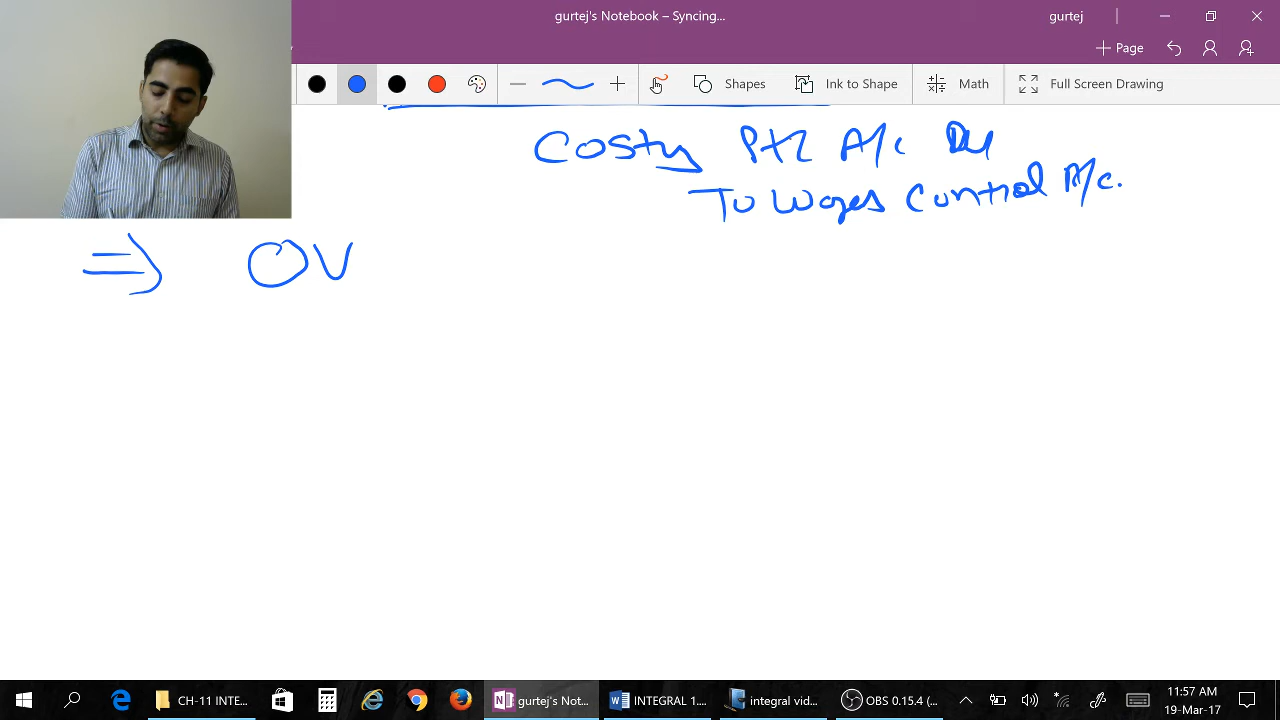 gurtej's Notebook – Syncing...
gurtej
Page
Shapes
Ink to Shape
Math
Full Screen Drawing
Costg P&L A/c Dr
To Wages Control A/c.
⇒ OV
CH-11 INTE...
gurtej's Not...
INTEGRAL 1....
integral vid...
OBS 0.15.4 (...
11:57 AM
19-Mar-17